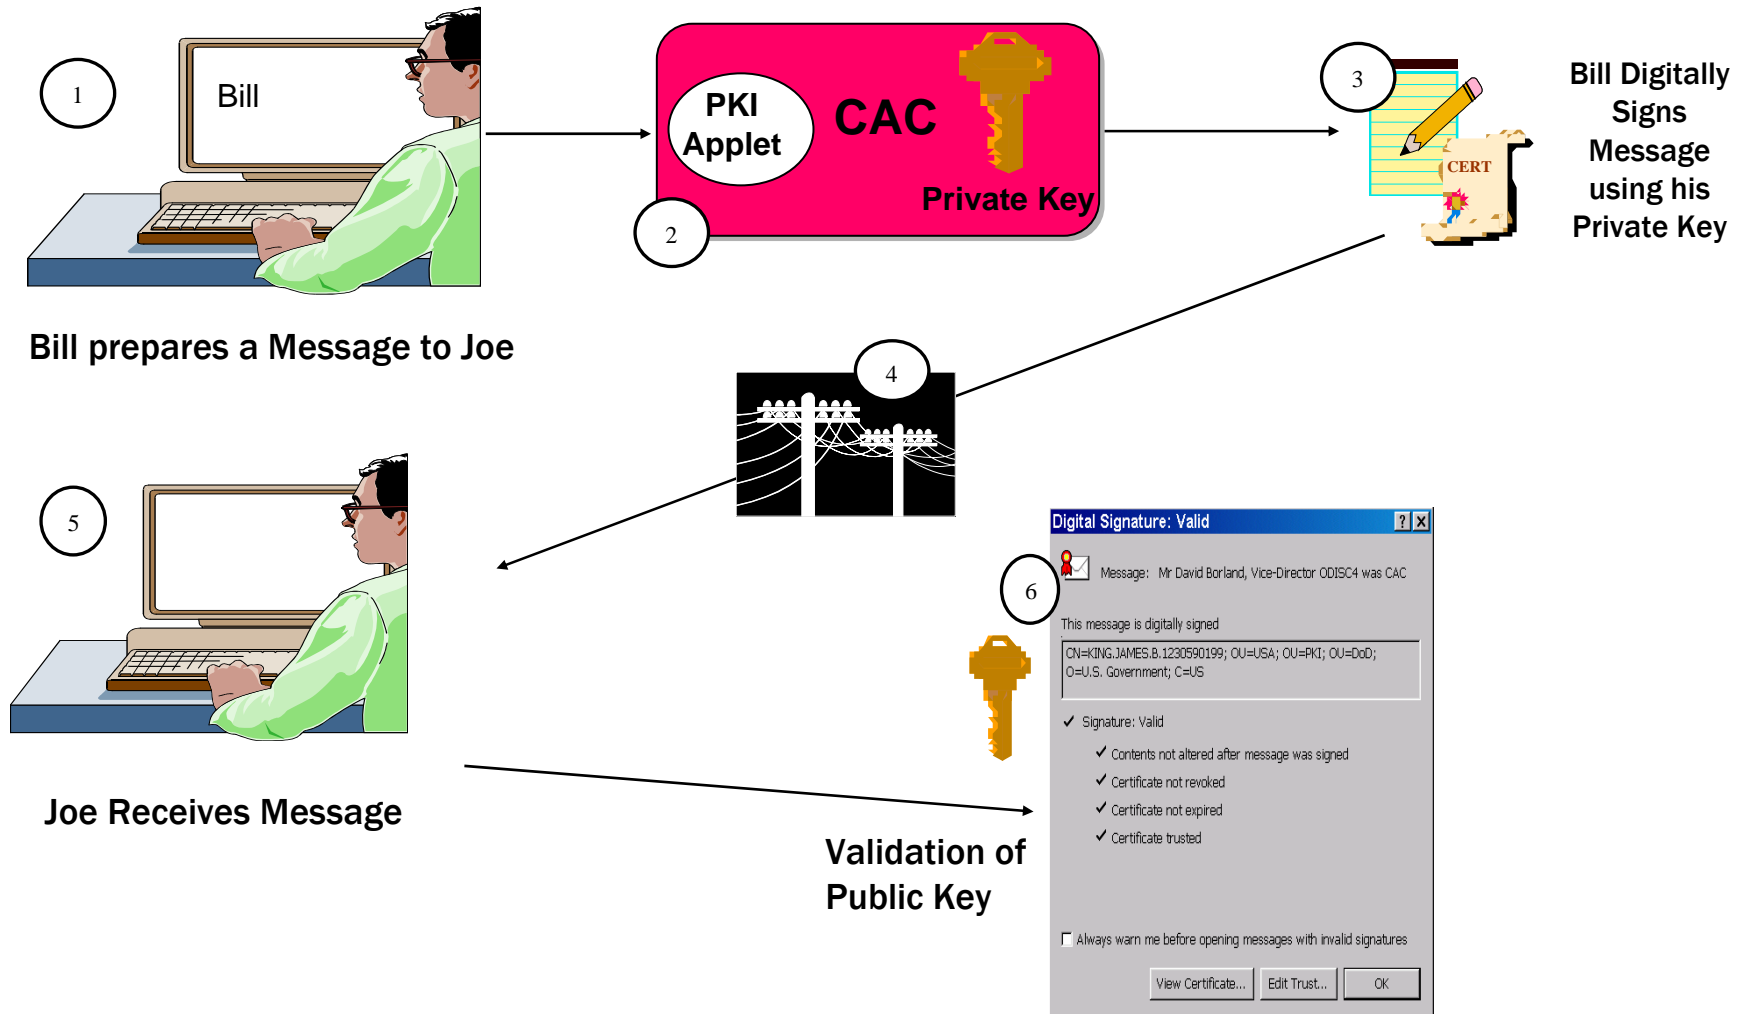 1
Bill
Bill prepares a Message to Joe
PKI
Applet
CAC
Private Key
2
3
CERT
Bill Digitally
Signs
Message
using his
Private Key
4
5
Joe Receives Message
Validation of
Public Key
6
Digital Signature: Valid
Message: Mr David Borland, Vice-Director ODISC4 was CAC
This message is digitally signed
CN=KING.JAMES.B.1230590199; OU=USA; OU=PKI; OU=DoD;
O=U.S. Government; C=US
Signature: Valid
Contents not altered after message was signed
Certificate not revoked
Certificate not expired
Certificate trusted
Always warn me before opening messages with invalid signatures
View Certificate...
Edit Trust...
OK